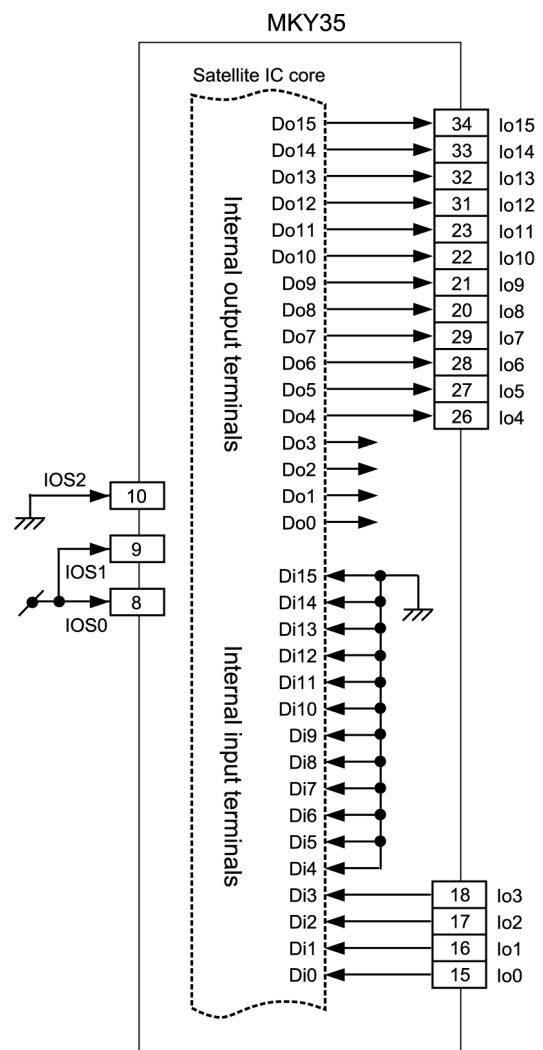 MKY35
Satellite IC core
Internal output terminals
Do15 34 Io15
Do14 33 Io14
Do13 32 Io13
Do12 31 Io12
Do11 23 Io11
Do10 22 Io10
Do9 21 Io9
Do8 20 Io8
Do7 29 Io7
Do6 28 Io6
Do5 27 Io5
Do4 26 Io4
Do3
Do2
Do1
Do0
IOS2 10
9
IOS1
8
IOS0
Internal input terminals
Di15
Di14
Di13
Di12
Di11
Di10
Di9
Di8
Di7
Di6
Di5
Di4
Di3 18 Io3
Di2 17 Io2
Di1 16 Io1
Di0 15 Io0